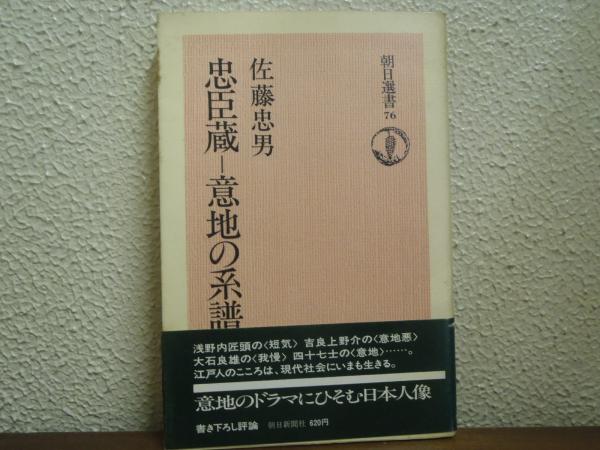 朝日選書
76
佐藤忠男
忠臣蔵―意地の系譜
浅野内匠頭の〈短気〉 吉良上野介の〈意地悪〉
大石良雄の〈我慢〉 四十七士の〈意地〉……。
江戸人のこころは、現代社会にいまも生きる。
意地のドラマにひそむ日本人像
書き下ろし評論 朝日新聞社 620円